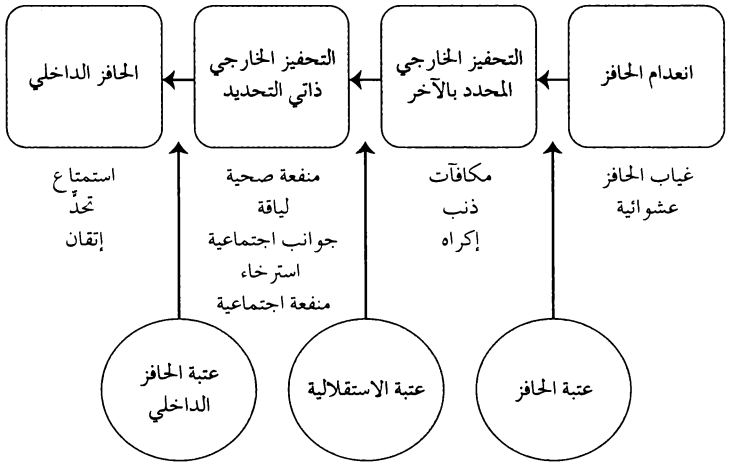 انعدام الحافز
التحفيز الخارجي
المحدد بالآخر
التحفيز الخارجي
ذاتي التحديد
الحافز الداخلي
غياب الحافز
عشوائية
مكافآت
ذنب
إكراه
منفعة صحية
لياقة
جوانب اجتماعية
استرخاء
منفعة اجتماعية
استمتاع
تحدٍّ
إتقان
عتبة الحافز
عتبة الاستقلالية
عتبة الحافز
الداخلي